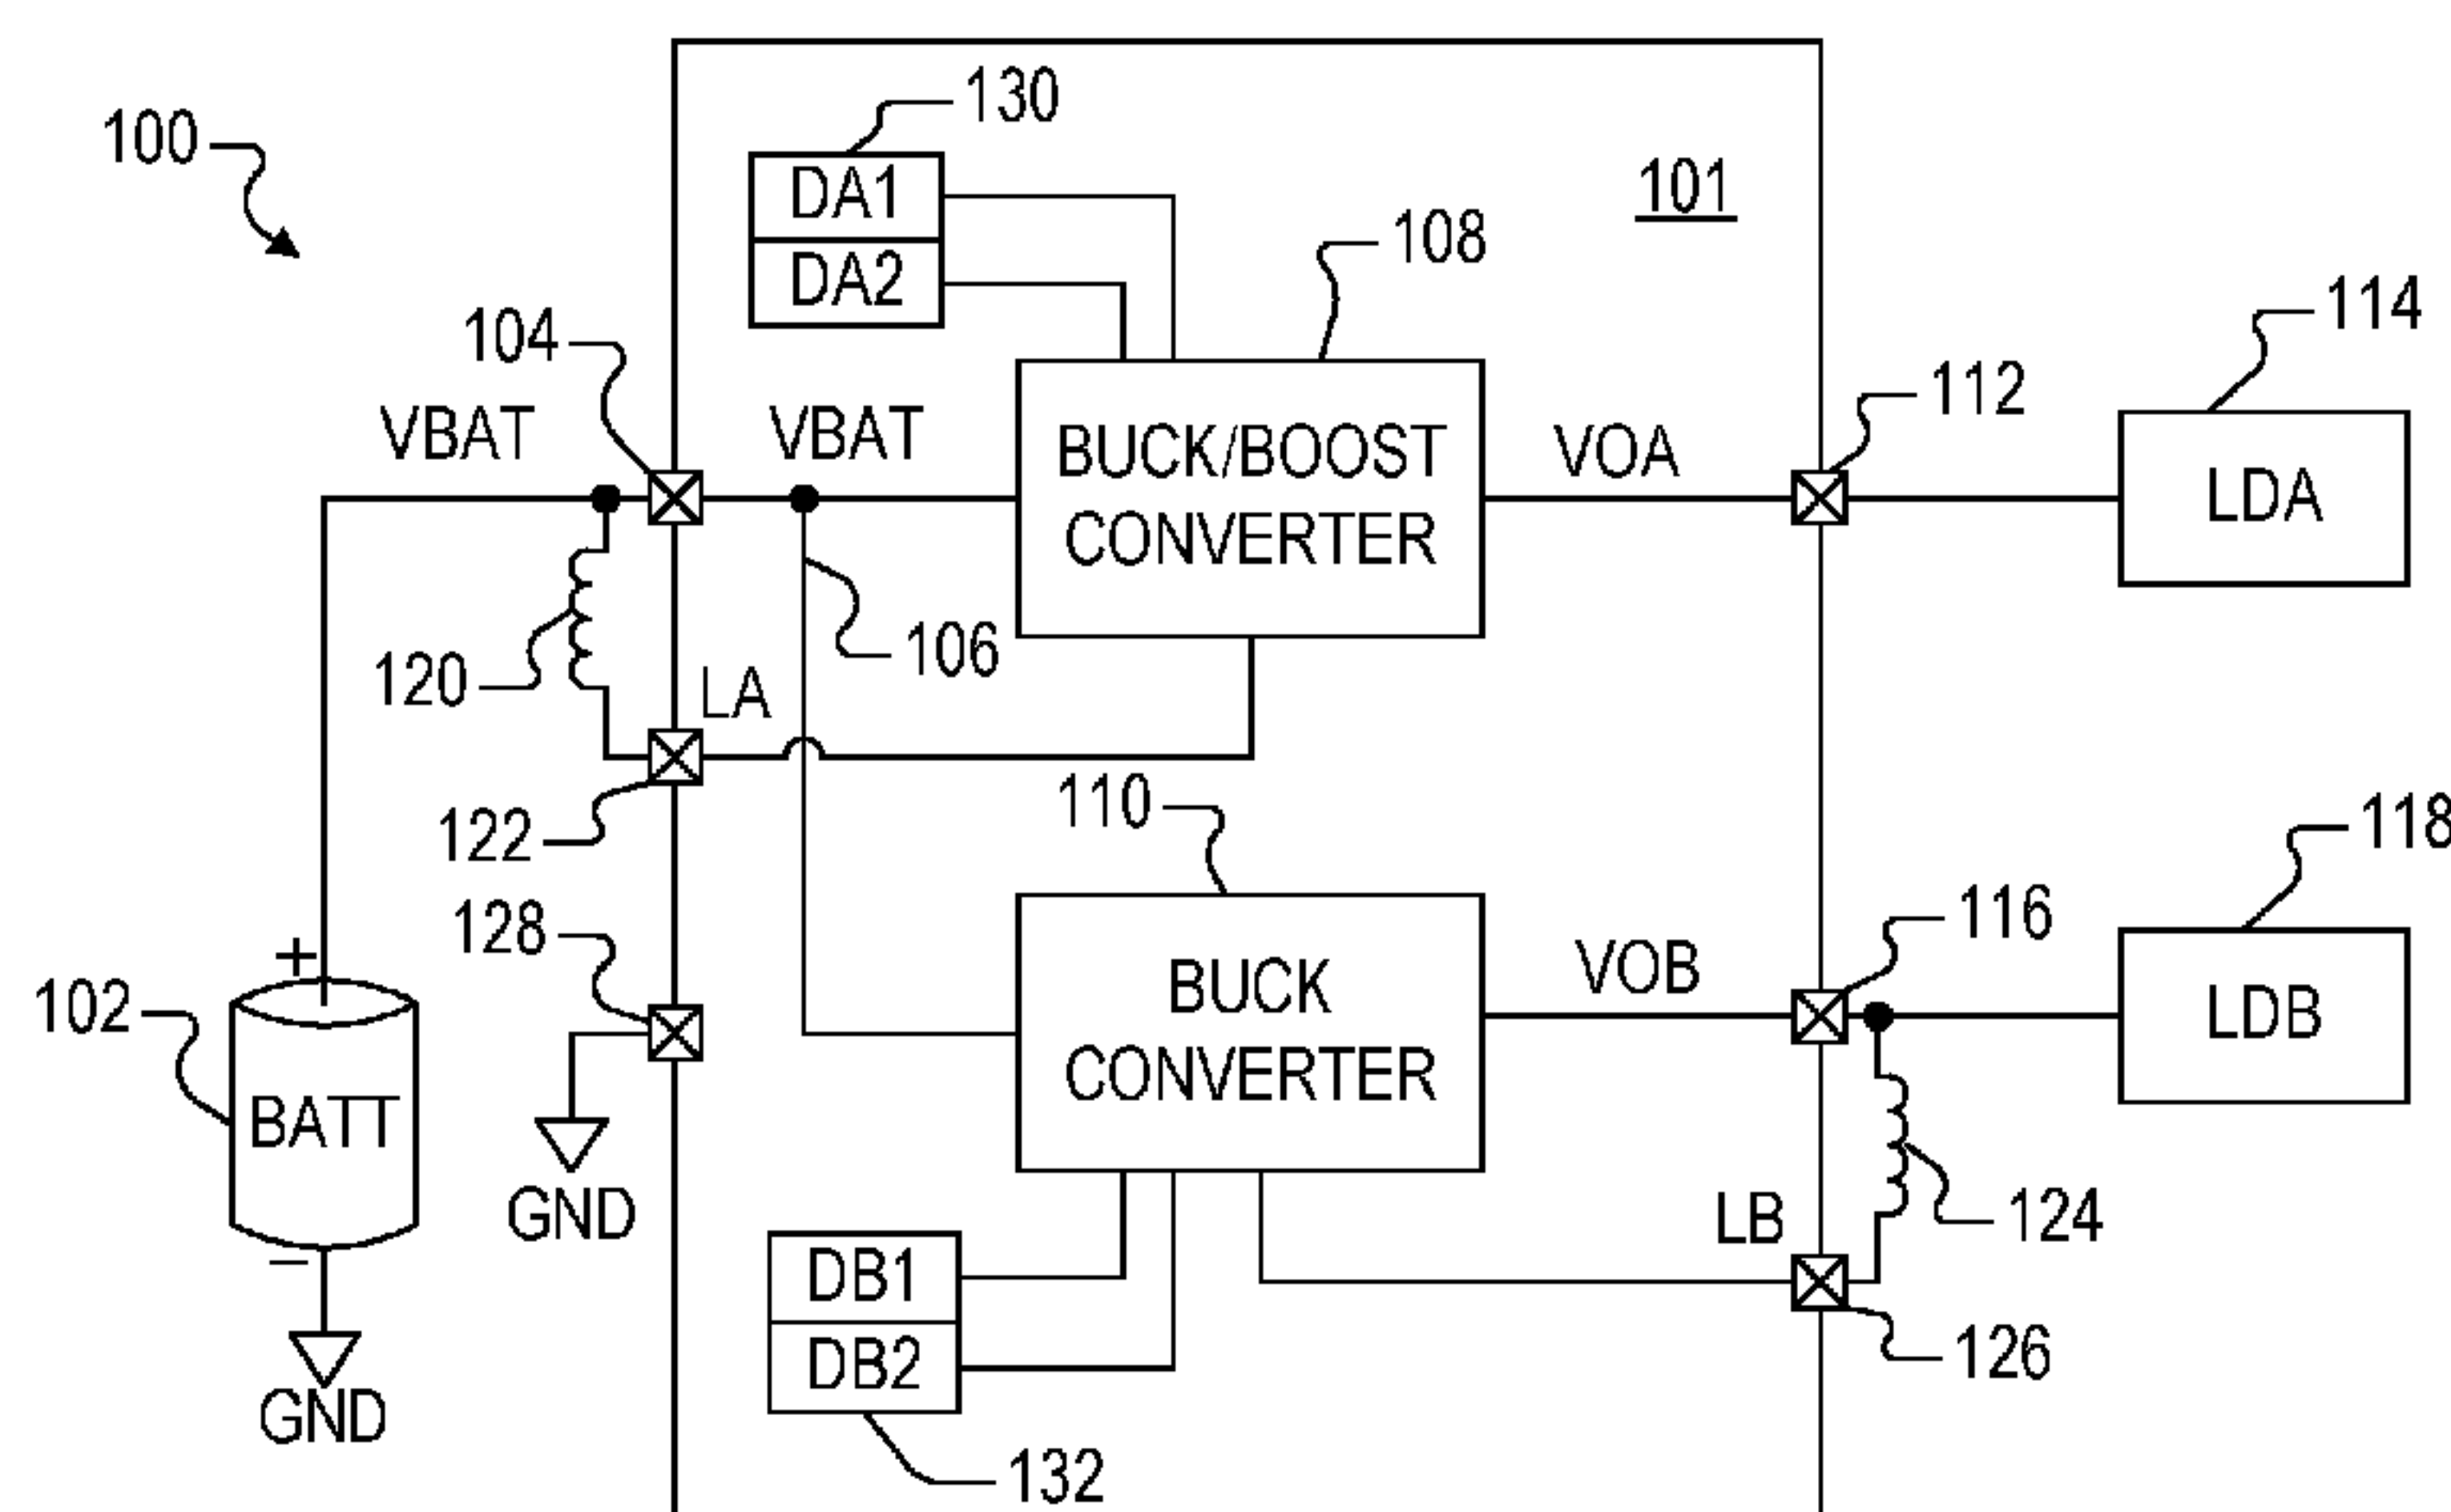 130
100
DA1
101
DA2
108
104
114
VBAT
VBAT
112
BUCK/BOOST
CONVERTER
VOA
LDA
120
106
LA
122
110
118
128
116
+
102
BUCK
CONVERTER
VOB
LDB
BATT
GND
LB
124
–
DB1
DB2
126
GND
132